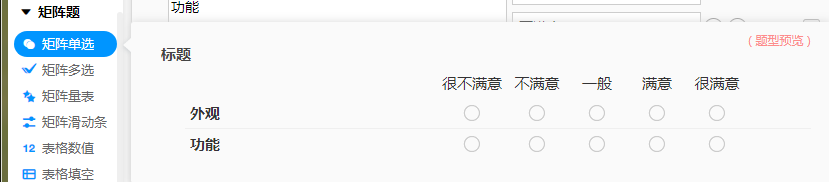 矩阵题
矩阵单选
矩阵多选
矩阵量表
矩阵滑动条
12 表格数值
表格填空
功能
(题型预览)
标题
很不满意 不满意 一般 满意 很满意
外观
功能